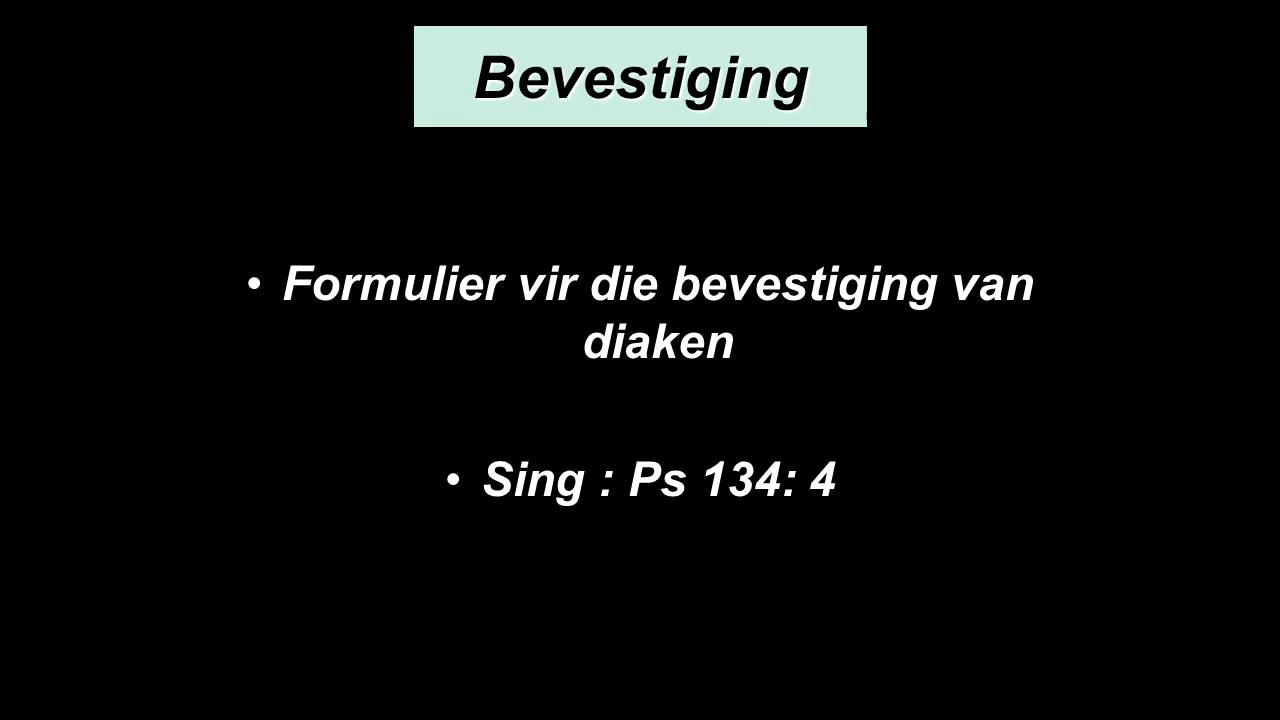 Bevestiging
• Formulier vir die bevestiging van
diaken
• Sing : Ps 134: 4